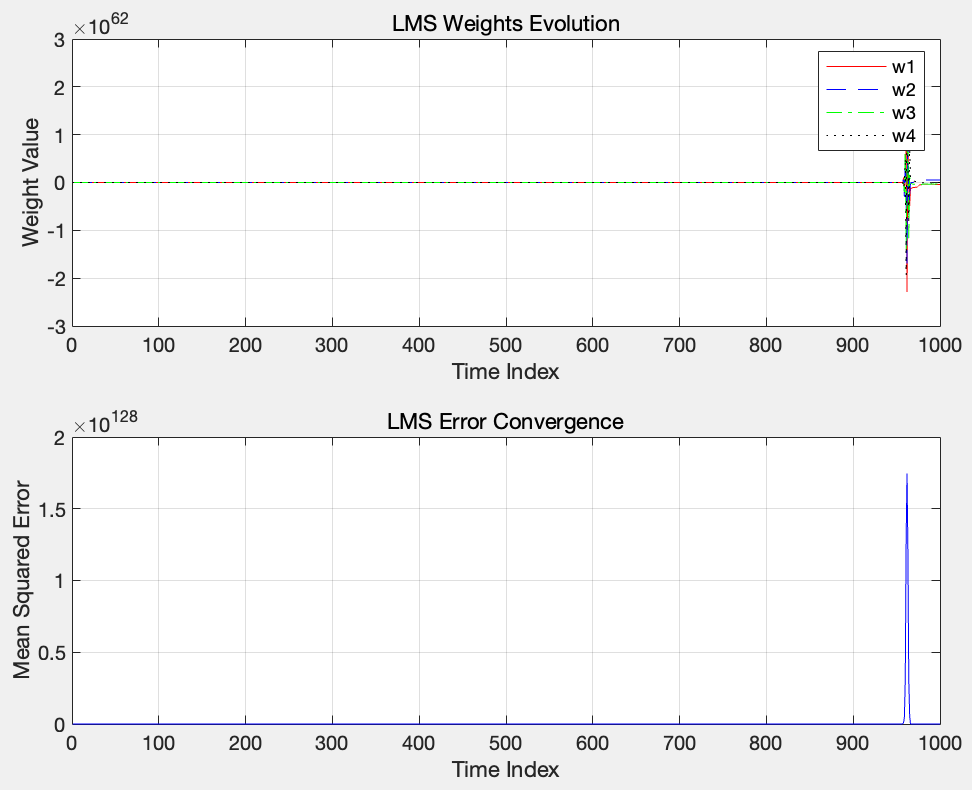 ×10^62
LMS Weights Evolution
3
2
1
0
-1
-2
-3
Weight Value
w1
w2
w3
w4
0 100 200 300 400 500 600 700 800 900 1000
Time Index
×10^128
LMS Error Convergence
2
1.5
1
0.5
0
Mean Squared Error
0 100 200 300 400 500 600 700 800 900 1000
Time Index